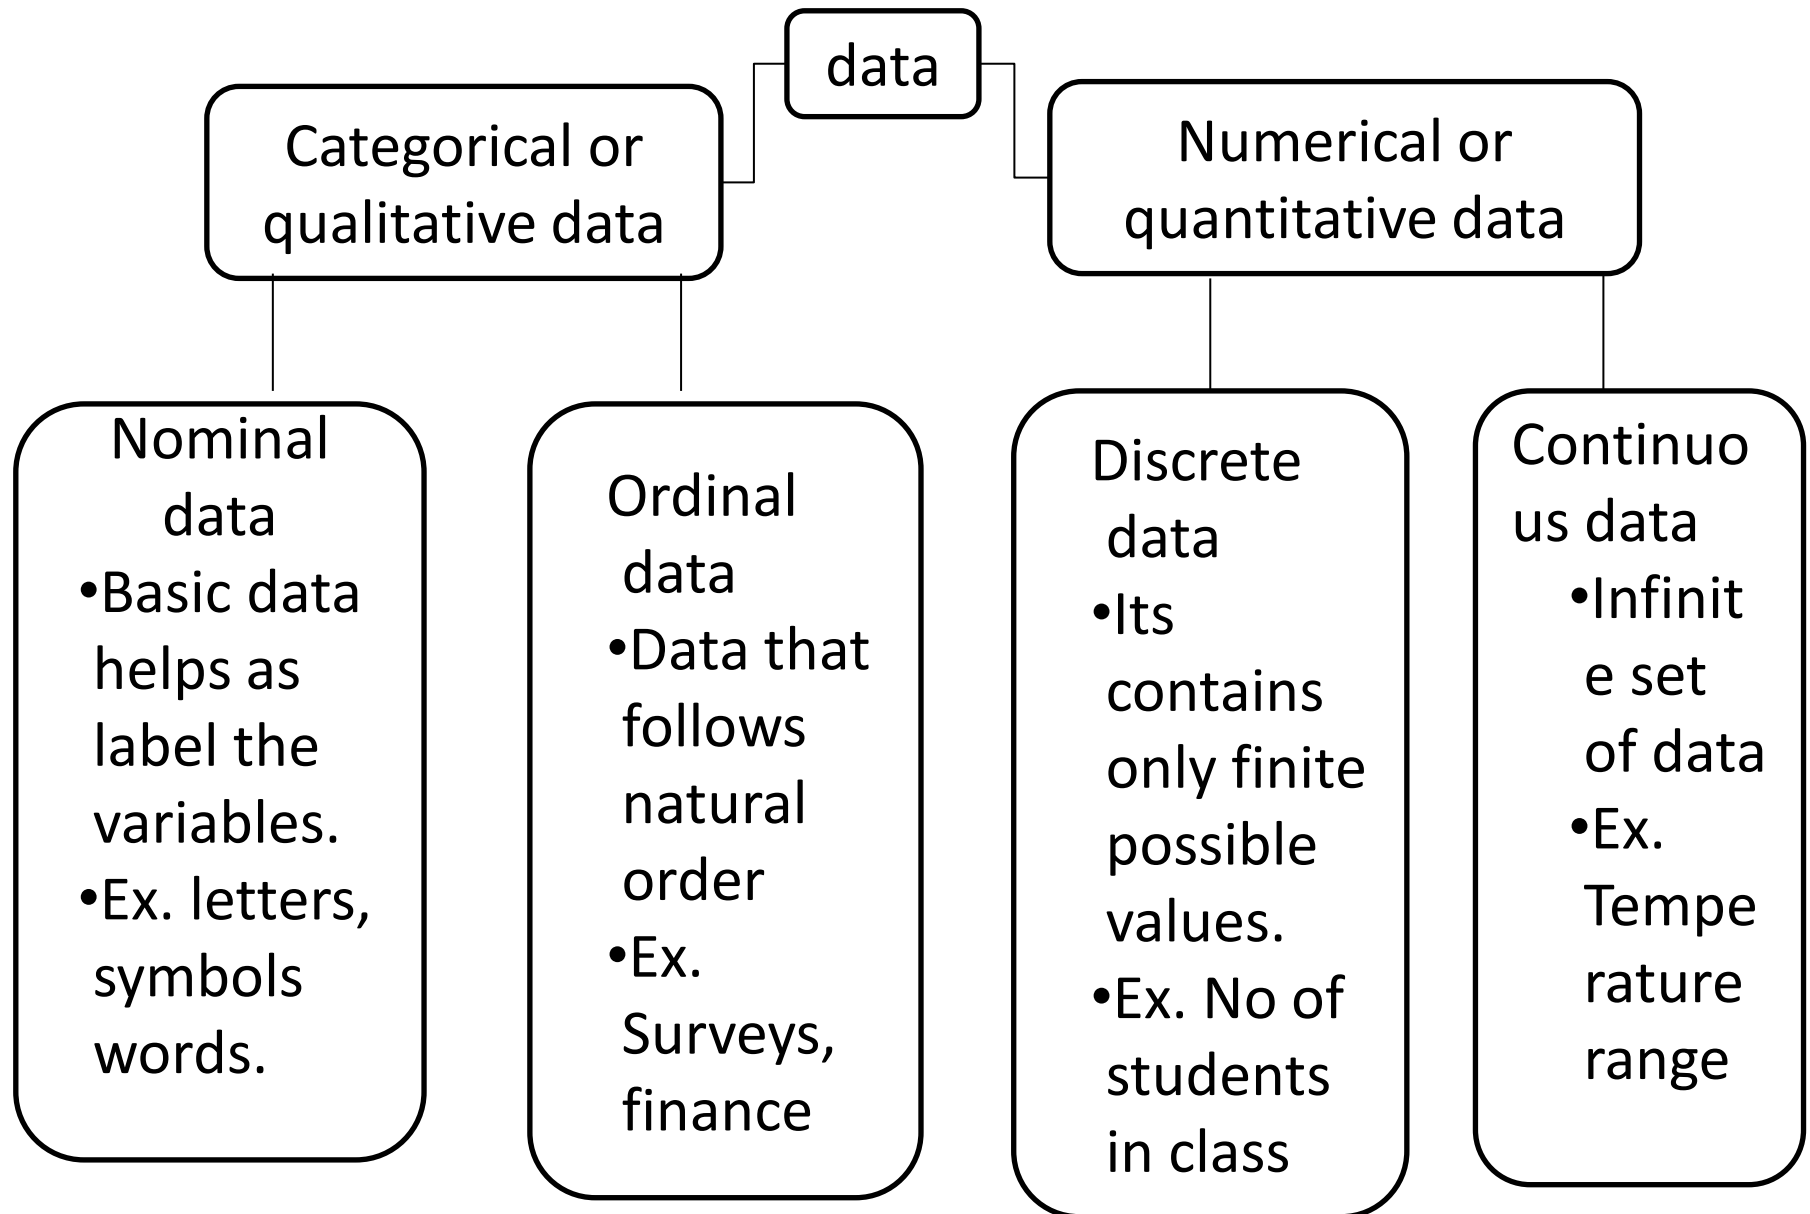 data
Categorical or
qualitative data
Numerical or
quantitative data
Nominal
data
•Basic data
helps as
label the
variables.
•Ex. letters,
symbols
words.
Ordinal
data
•Data that
follows
natural
order
•Ex.
Surveys,
finance
Discrete
data
•Its
contains
only finite
possible
values.
•Ex. No of
students
in class
Continuo
us data
•Infinit
e set
of data
•Ex.
Tempe
rature
range